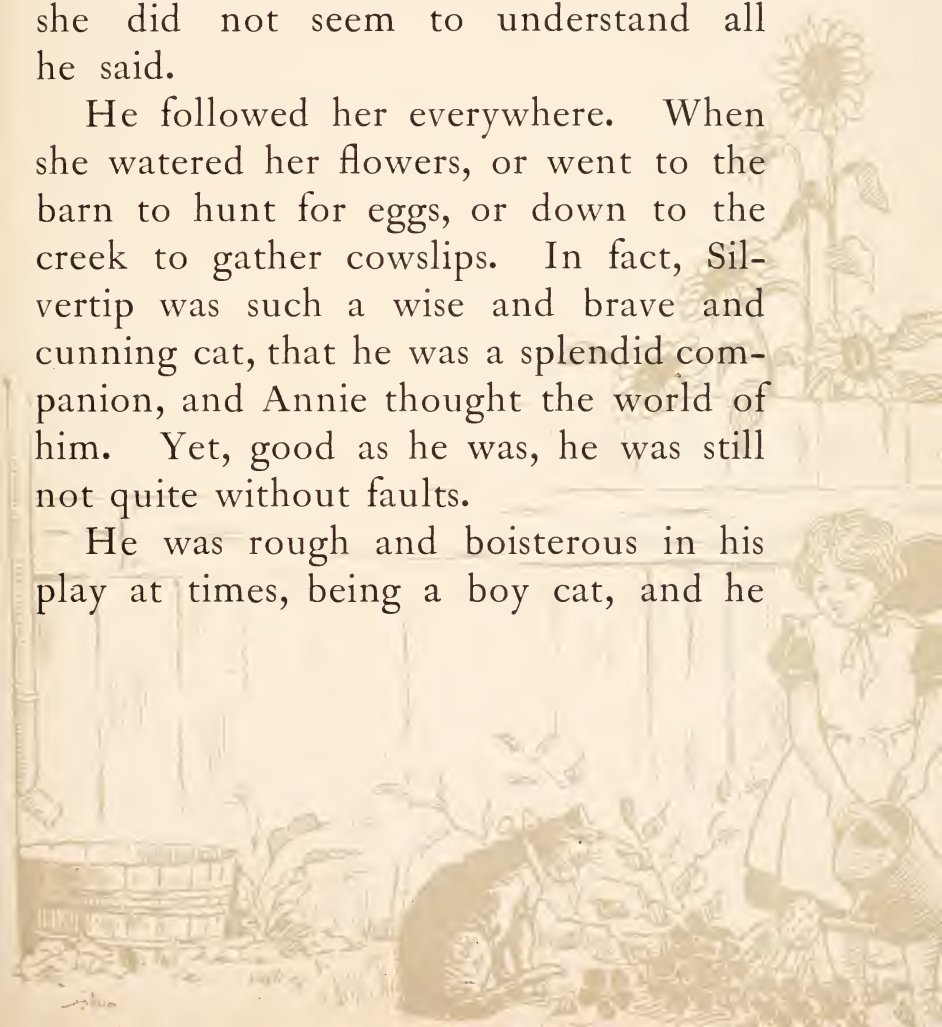 she did not seem to understand all
he said.
He followed her everywhere. When
she watered her flowers, or went to the
barn to hunt for eggs, or down to the
creek to gather cowslips. In fact, Sil-
vertip was such a wise and brave and
cunning cat, that he was a splendid com-
panion, and Annie thought the world of
him. Yet, good as he was, he was still
not quite without faults.
He was rough and boisterous in his
play at times, being a boy cat, and he